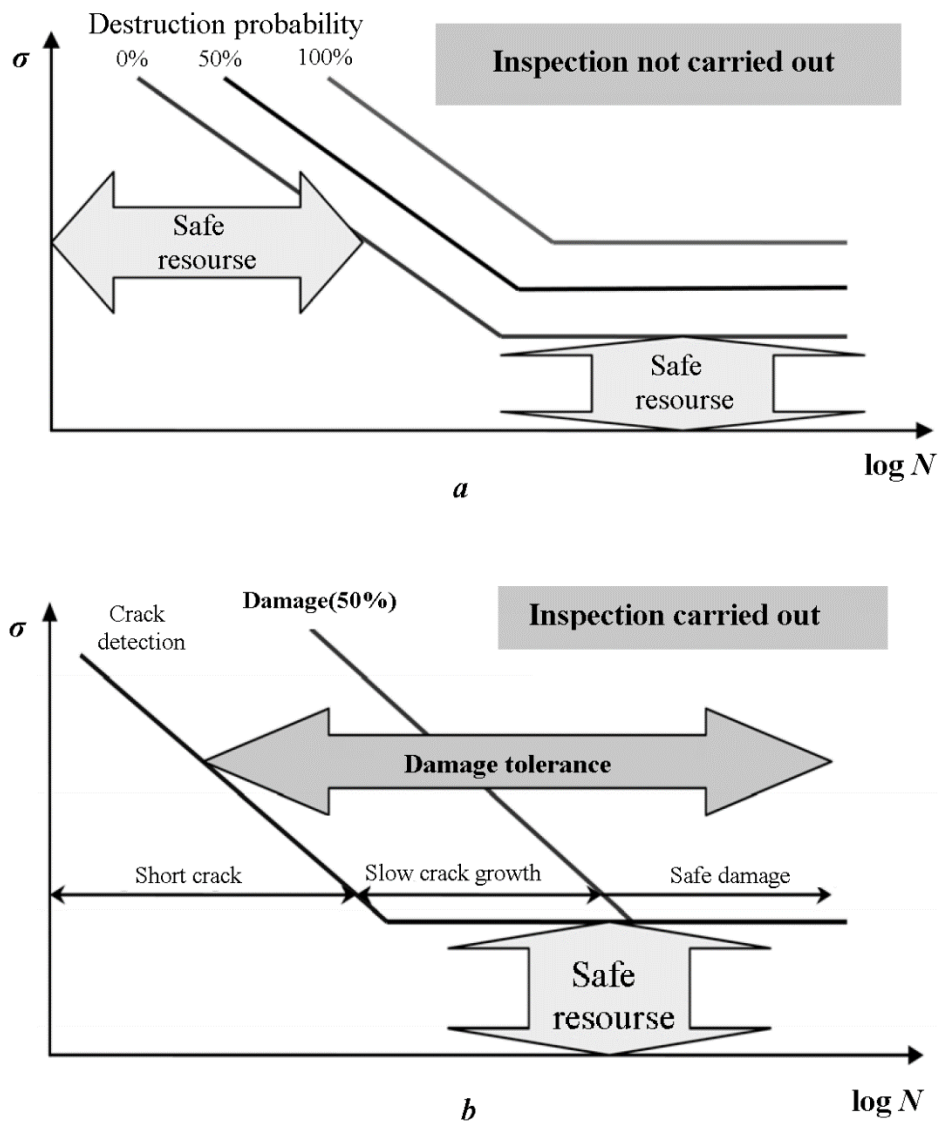 Destruction probability
0% 50% 100%
Inspection not carried out
σ
Safe
resourse
Safe
resourse
log N
a
Damage(50%)
Crack
detection
Inspection carried out
σ
Damage tolerance
Short crack
Slow crack growth
Safe damage
Safe
resourse
log N
b